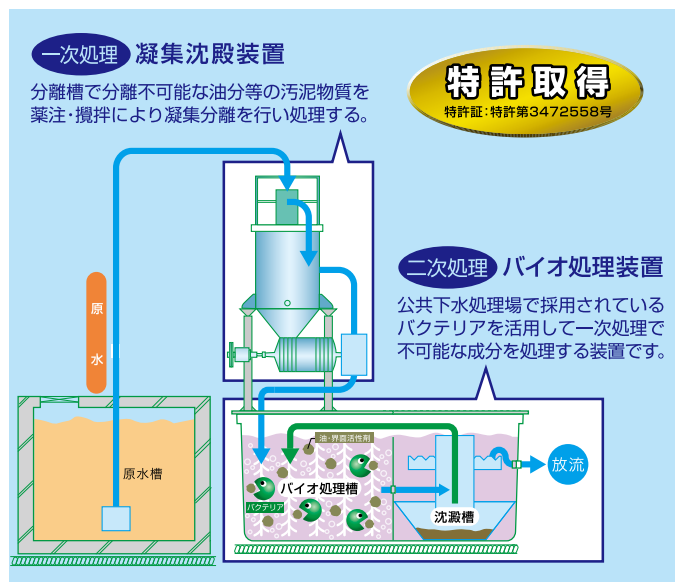 一次処理 凝集沈殿装置
分離槽で分離不可能な油分等の汚泥物質を
薬注･攪拌により凝集分離を行い処理する。
特許取得
特許証：特許第3472558号
二次処理 バイオ処理装置
公共下水処理場で採用されている
バクテリアを活用して一次処理で
不可能な成分を処理する装置です。
原水
原水槽
油・界面活性剤
バイオ処理槽
バクテリア
沈澱槽
放流